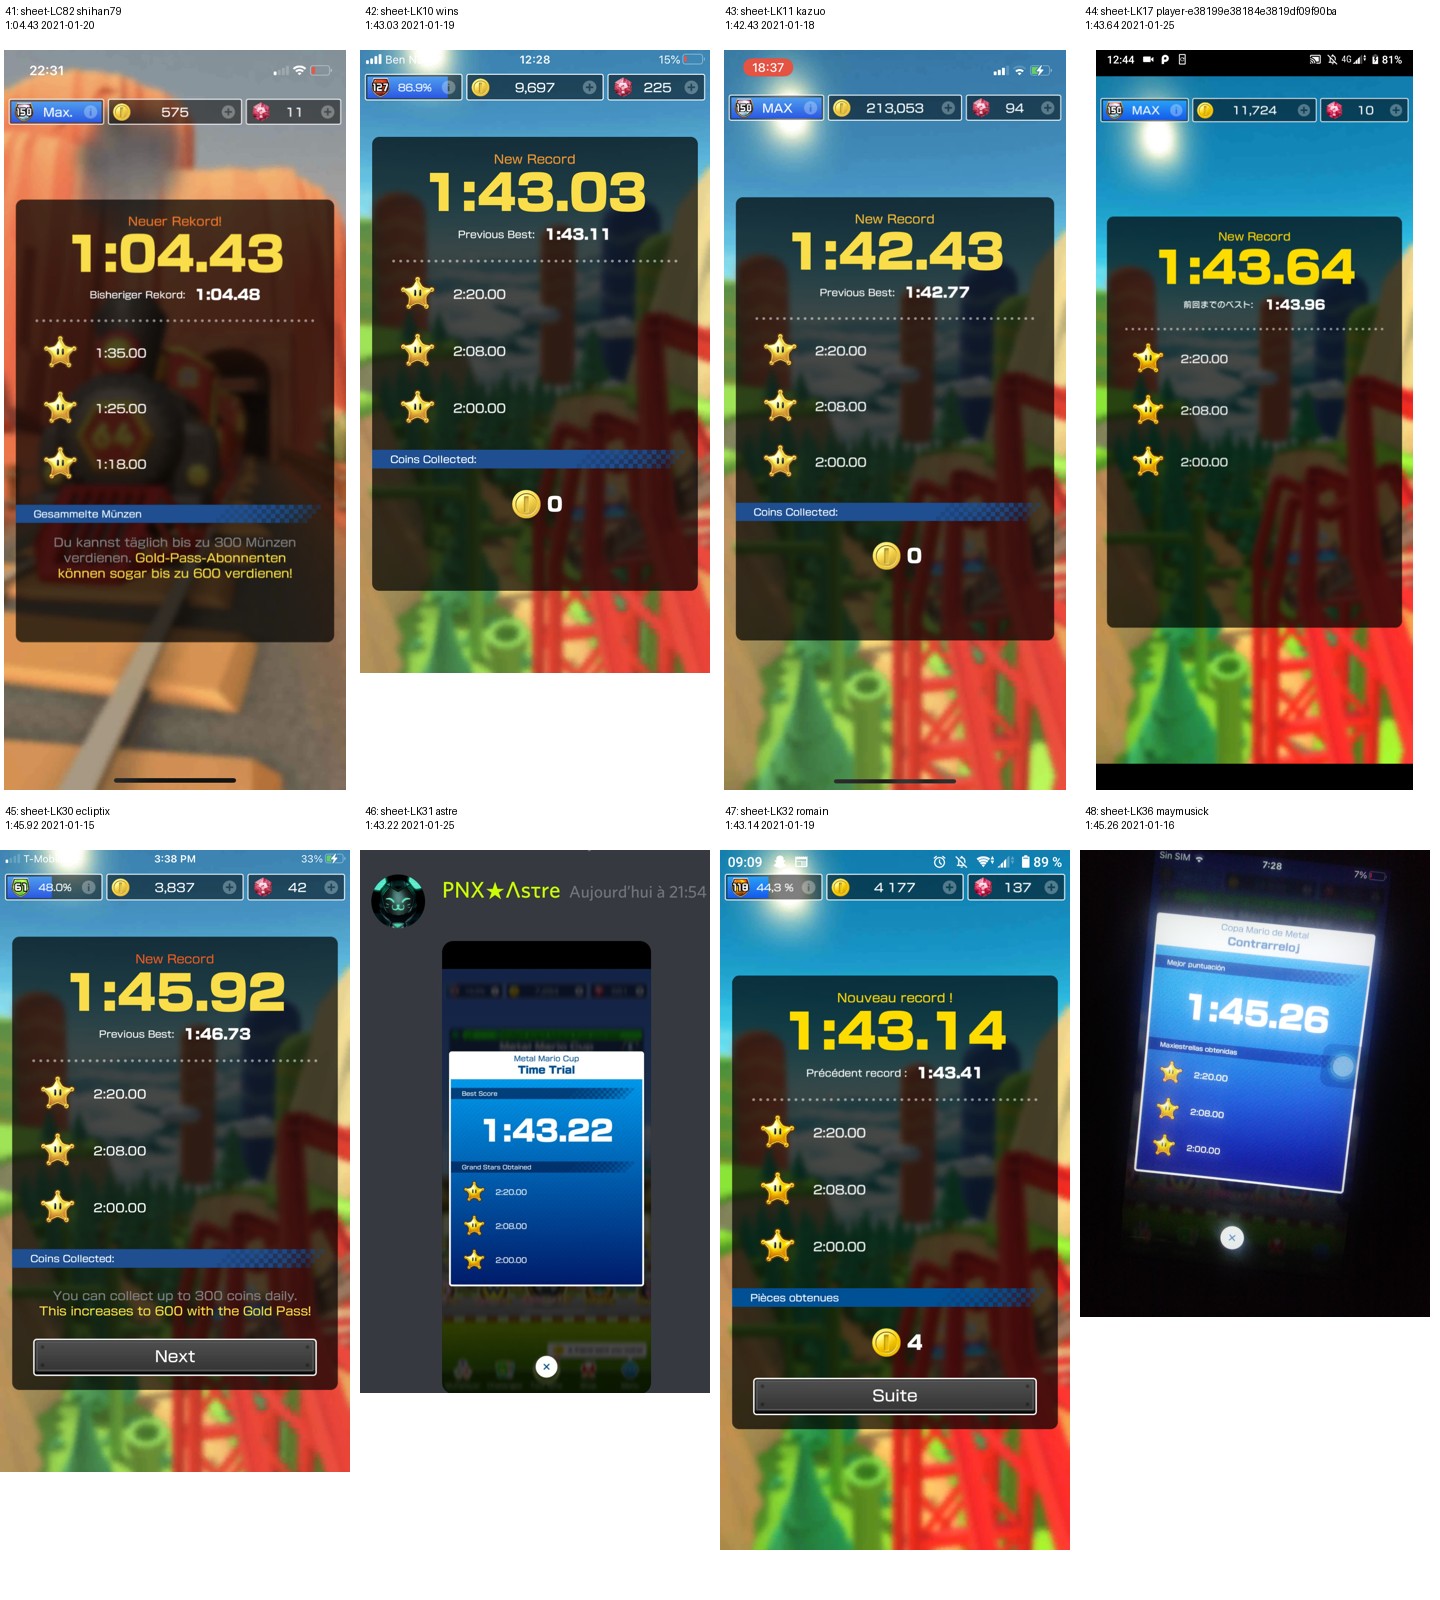 41: sheet-LC82 shihan79
1:04.43 2021-01-20
22:31
150 Max. i 575 11
Neuer Rekord!
1:04.43
Bisheriger Rekord: 1:04.48
1:35.00
1:25.00
1:18.00
Gesammelte Münzen
Du kannst täglich bis zu 300 Münzen
verdienen. Gold-Pass-Abonnenten
können sogar bis zu 600 verdienen!
42: sheet-LK10 wins
1:43.03 2021-01-19
Ben 12:28 15%
127 86.9% i 9,697 225
New Record
1:43.03
Previous Best: 1:43.11
2:20.00
2:08.00
2:00.00
Coins Collected:
0
43: sheet-LK11 kazuo
1:42.43 2021-01-18
18:37
150 MAX i 213,053 94
New Record
1:42.43
Previous Best: 1:42.77
2:20.00
2:08.00
2:00.00
Coins Collected:
0
44: sheet-LK17 player-e38199e38184e3819df09f90ba
1:43.64 2021-01-25
12:44 4G 81%
150 MAX i 11,724 10
New Record
1:43.64
前回までのベスト: 1:43.96
2:20.00
2:08.00
2:00.00
45: sheet-LK30 ecliptix
1:45.92 2021-01-15
T-Mob 3:38 PM 33%
61 48.0% i 3,837 42
New Record
1:45.92
Previous Best: 1:46.73
2:20.00
2:08.00
2:00.00
Coins Collected:
You can collect up to 300 coins daily.
This increases to 600 with the Gold Pass!
Next
46: sheet-LK31 astre
1:43.22 2021-01-25
PNX★Λsτre Aujourd'hui à 21:54
Metal Mario Cup
Metal Mario Cup
Time Trial
Best Score
1:43.22
Grand Stars Obtained
2:20.00
2:08.00
2:00.00
47: sheet-LK32 romain
1:43.14 2021-01-19
09:09 89 %
118 44,3 % i 4 177 137
Nouveau record !
1:43.14
Précédent record : 1:43.41
2:20.00
2:08.00
2:00.00
Pièces obtenues
4
Suite
48: sheet-LK36 maymusick
1:45.26 2021-01-16
Sin SIM 7:28 7%
Copa Mario de Metal
Contrarreloj
Mejor puntuación
1:45.26
Maxiestrellas obtenidas
2:20.00
2:08.00
2:00.00